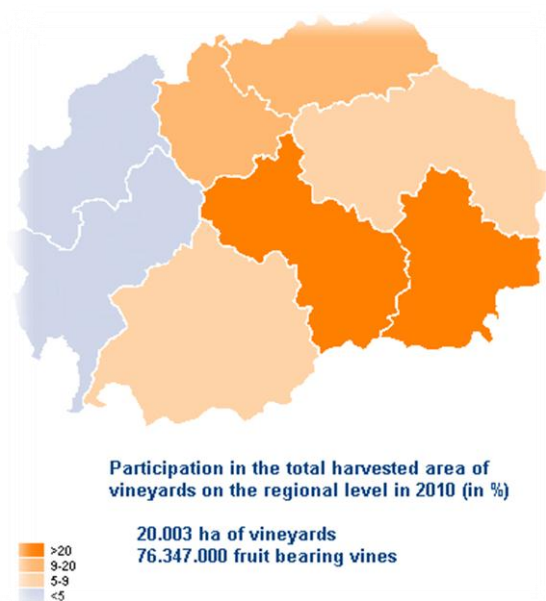 Participation in the total harvested area of
vineyards on the regional level in 2010 (in %)
20.003 ha of vineyards
76.347.000 fruit bearing vines
>20
9-20
5-9
<5